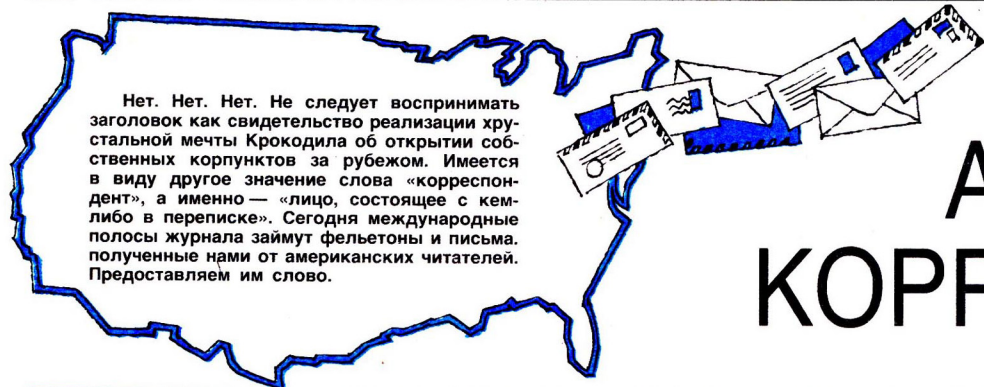 Нет. Нет. Нет. Не следует воспринимать
заголовок как свидетельство реализации хру-
стальной мечты Крокодила об открытии соб-
ственных корпунктов за рубежом. Имеется
в виду другое значение слова «корреспон-
дент», а именно — «лицо, состоящее с кем-
либо в переписке». Сегодня международные
полосы журнала займут фельетоны и письма.
полученные нами от американских читателей.
Предоставляем им слово.
А
КОРР